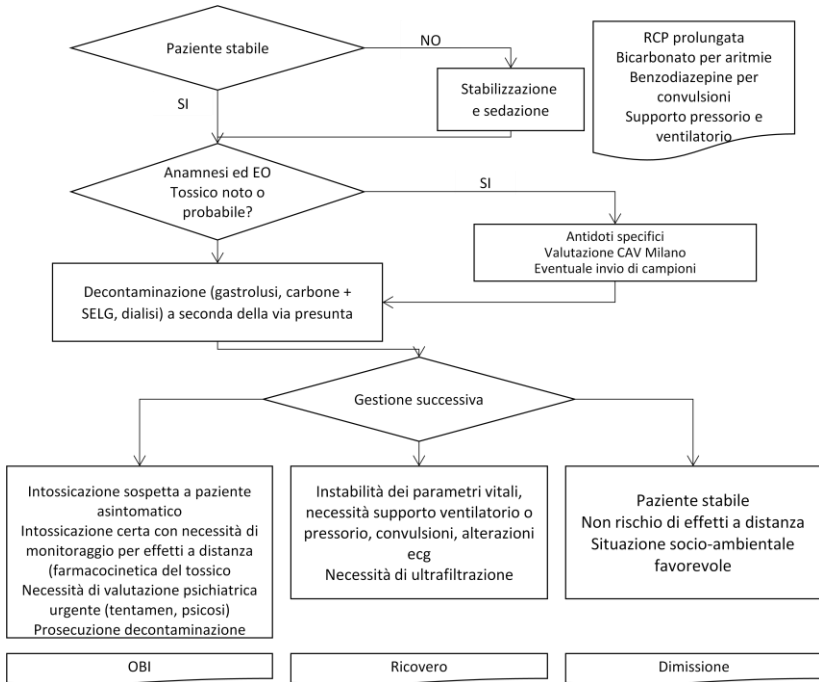 Paziente stabile
NO
SI
Stabilizzazione
e sedazione
RCP prolungata
Bicarbonato per aritmie
Benzodiazepine per
convulsioni
Supporto pressorio e
ventilatorio
Anamnesi ed EO
Tossico noto o
probabile?
SI
Antidoti specifici
Valutazione CAV Milano
Eventuale invio di campioni
Decontaminazione (gastrolusi, carbone +
SELG, dialisi) a seconda della via presunta
Gestione successiva
Intossicazione sospetta a paziente
asintomatico
Intossicazione certa con necessità di
monitoraggio per effetti a distanza
(farmacocinetica del tossico
Necessità di valutazione psichiatrica
urgente (tentamen, psicosi)
Prosecuzione decontaminazione
Instabilità dei parametri vitali,
necessità supporto ventilatorio o
pressorio, convulsioni, alterazioni
ecg
Necessità di ultrafiltrazione
Paziente stabile
Non rischio di effetti a distanza
Situazione socio-ambientale
favorevole
OBI
Ricovero
Dimissione